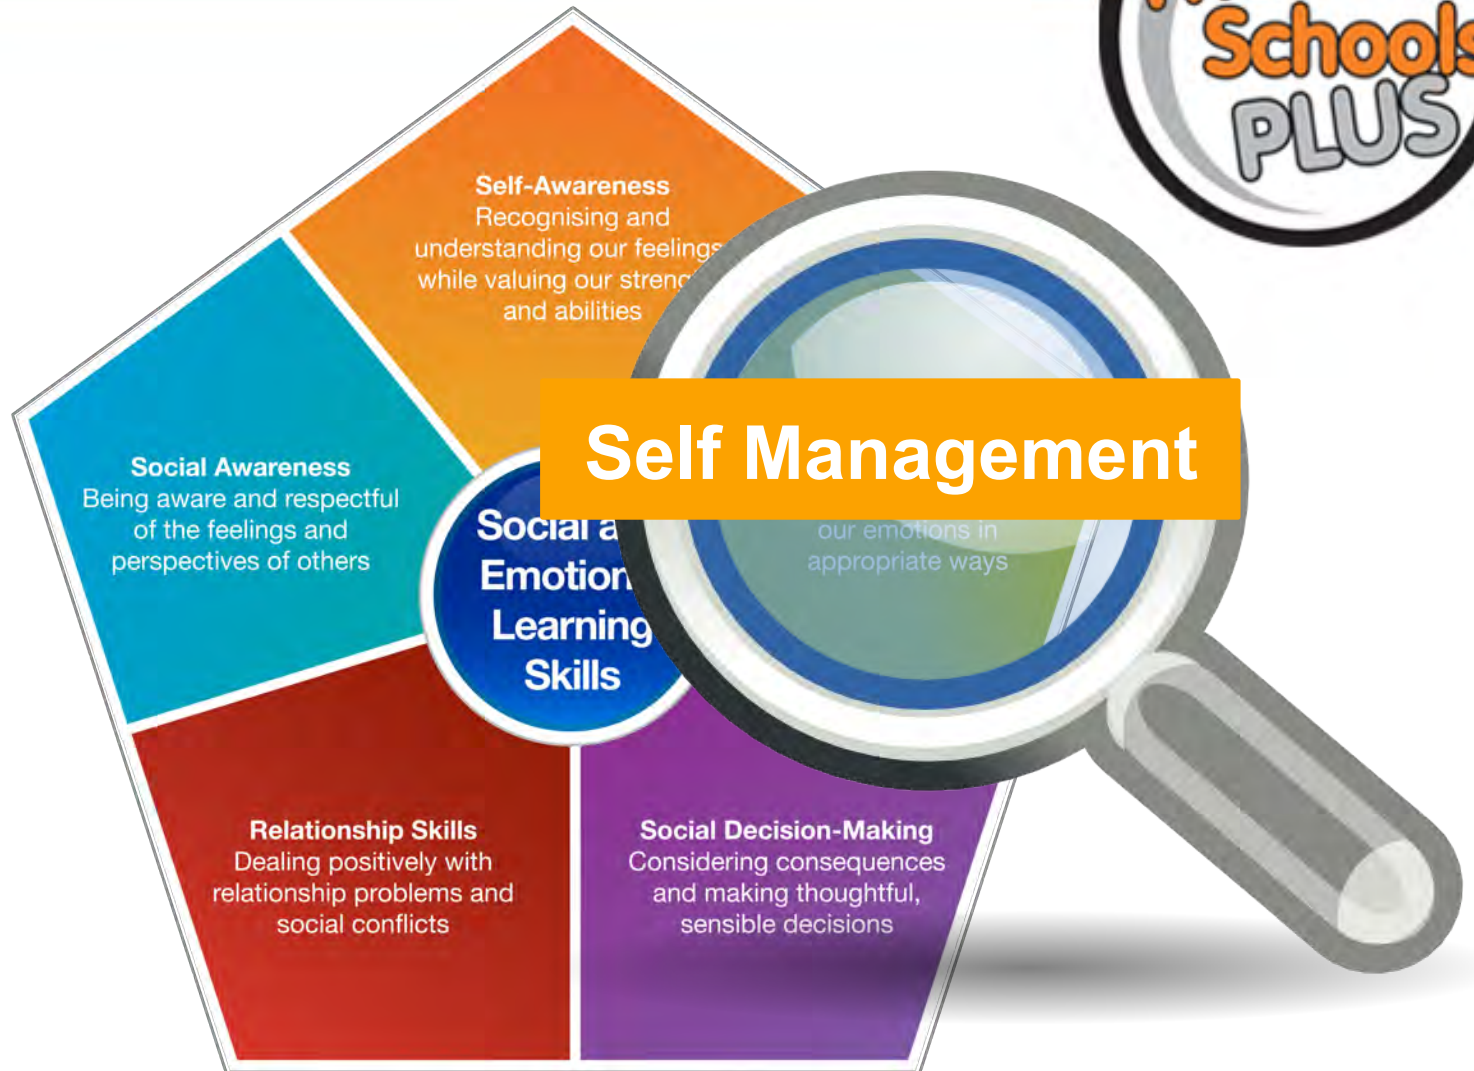 Schools
PLUS
Self-Awareness
Recognising and
understanding our feelings
while valuing our
and abilities
Self Management
our emotions in
appropriate ways
Social Awareness
Being aware and respectful
of the feelings and
perspectives of others
Social
Learning
Skills
Relationship Skills
Dealing positively with
relationship problems and
social conflicts
Social Decision-Making
Considering consequences
and making thoughtful,
sensible decisions